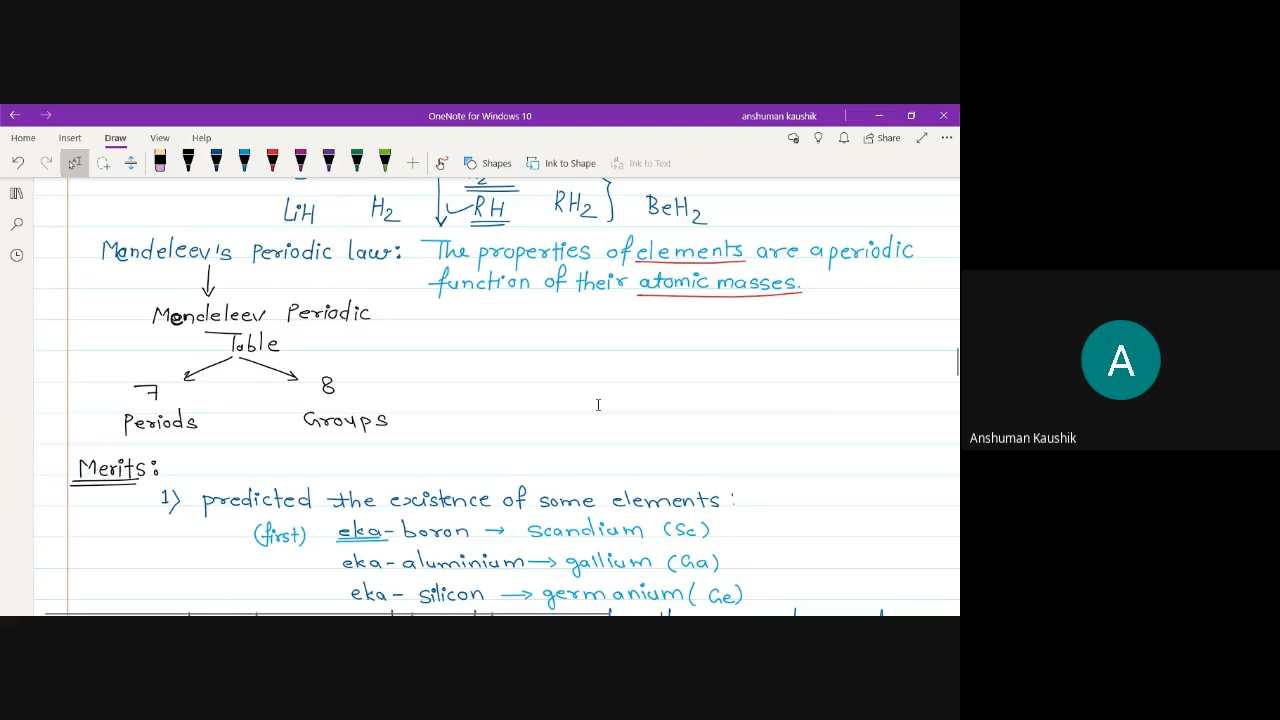 OneNote for Windows 10
anshuman kaushik
Home Insert Draw View Help
Share
Shapes Ink to Shape Ink to Text
LiH H2 RH RH2 } BeH2
Mendeleev's Periodic law: The properties of elements are a periodic
function of their atomic masses.
Mendeleev Periodic
Table
7 8
Periods Groups
Merits:
1) predicted the existence of some elements:
(first) eka-boron → scandium (Sc)
eka-aluminium → gallium (Ga)
eka- silicon → germanium (Ge)
A
Anshuman Kaushik